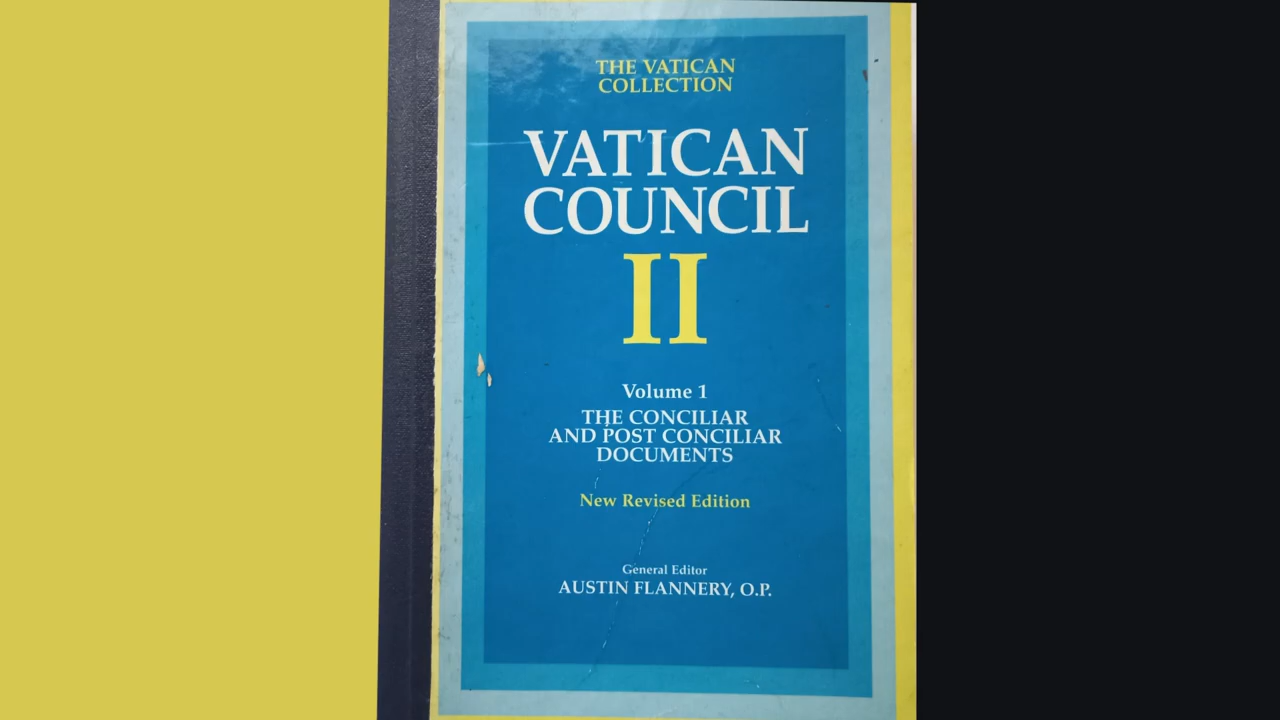 THE VATICAN
COLLECTION
VATICAN
COUNCIL
II
Volume 1
THE CONCILIAR
AND POST CONCILIAR
DOCUMENTS
New Revised Edition
General Editor
AUSTIN FLANNERY, O.P.